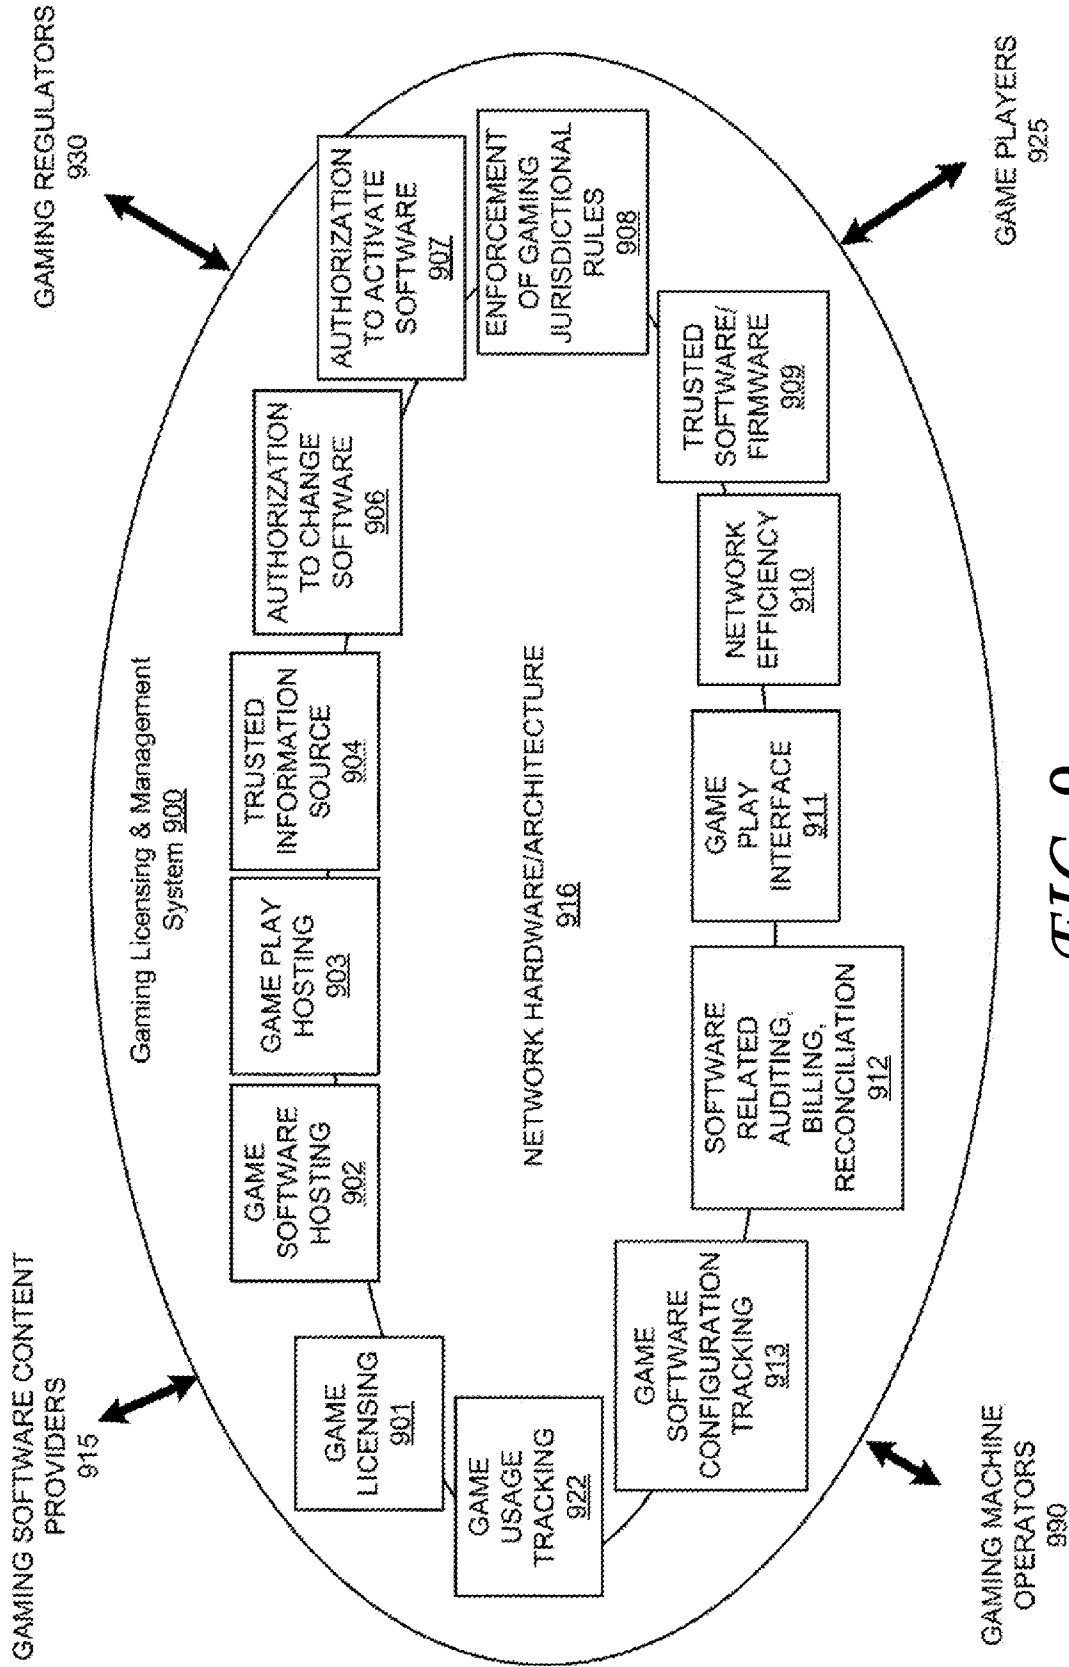 GAMING SOFTWARE CONTENT
PROVIDERS
915
GAMING REGULATORS
930
Gaming Licensing & Management
System 900
GAME
LICENSING
901
GAME
SOFTWARE
HOSTING
902
GAME PLAY
HOSTING
903
TRUSTED
INFORMATION
SOURCE
904
AUTHORIZATION
TO CHANGE
SOFTWARE
906
AUTHORIZATION
TO ACTIVATE
SOFTWARE
907
ENFORCEMENT
OF GAMING
JURISDICTIONAL
RULES
908
NETWORK HARDWARE/ARCHITECTURE
916
GAME
USAGE
TRACKING
922
GAME
SOFTWARE
CONFIGURATION
TRACKING
913
SOFTWARE
RELATED
AUDITING,
BILLING,
RECONCILIATION
912
GAME
PLAY
INTERFACE
911
NETWORK
EFFICIENCY
910
TRUSTED
SOFTWARE/
FIRMWARE
909
GAMING MACHINE
OPERATORS
990
GAME PLAYERS
925